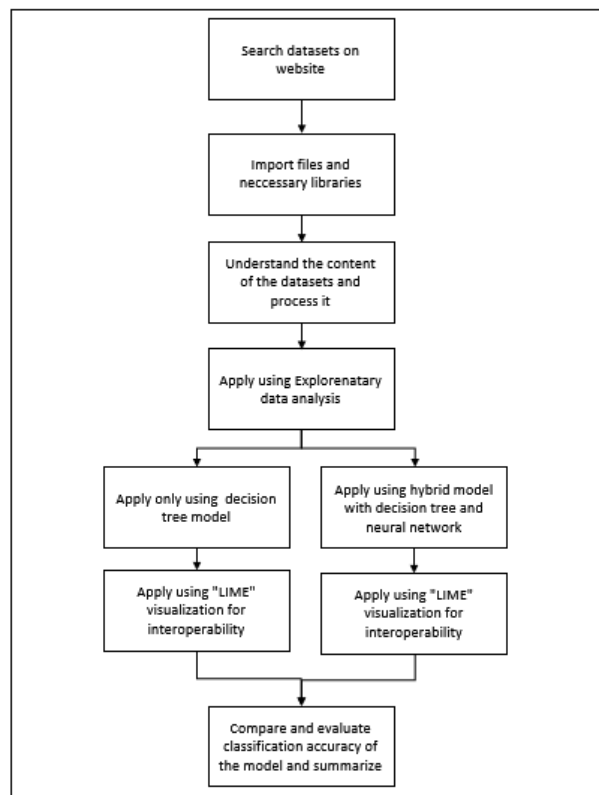 Search datasets on
website
Import files and
neccessary libraries
Understand the content
of the datasets and
process it
Apply using Explorenatary
data analysis
Apply only using decision
tree model
Apply using hybrid model
with decision tree and
neural network
Apply using "LIME"
visualization for
interoperability
Apply using "LIME"
visualization for
interoperability
Compare and evaluate
classification accuracy of
the model and summarize